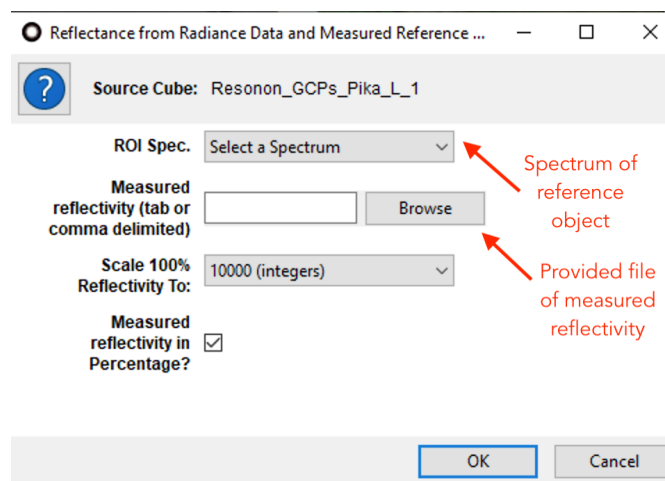 Reflectance from Radiance Data and Measured Reference ...
?
Source Cube: Resonon_GCPs_Pika_L_1
ROI Spec. Select a Spectrum
Spectrum of
reference
object
Measured
reflectivity (tab or
comma delimited)
Browse
Provided file
of measured
reflectivity
Scale 100%
Reflectivity To:
10000 (integers)
Measured
reflectivity in
Percentage?
OK Cancel